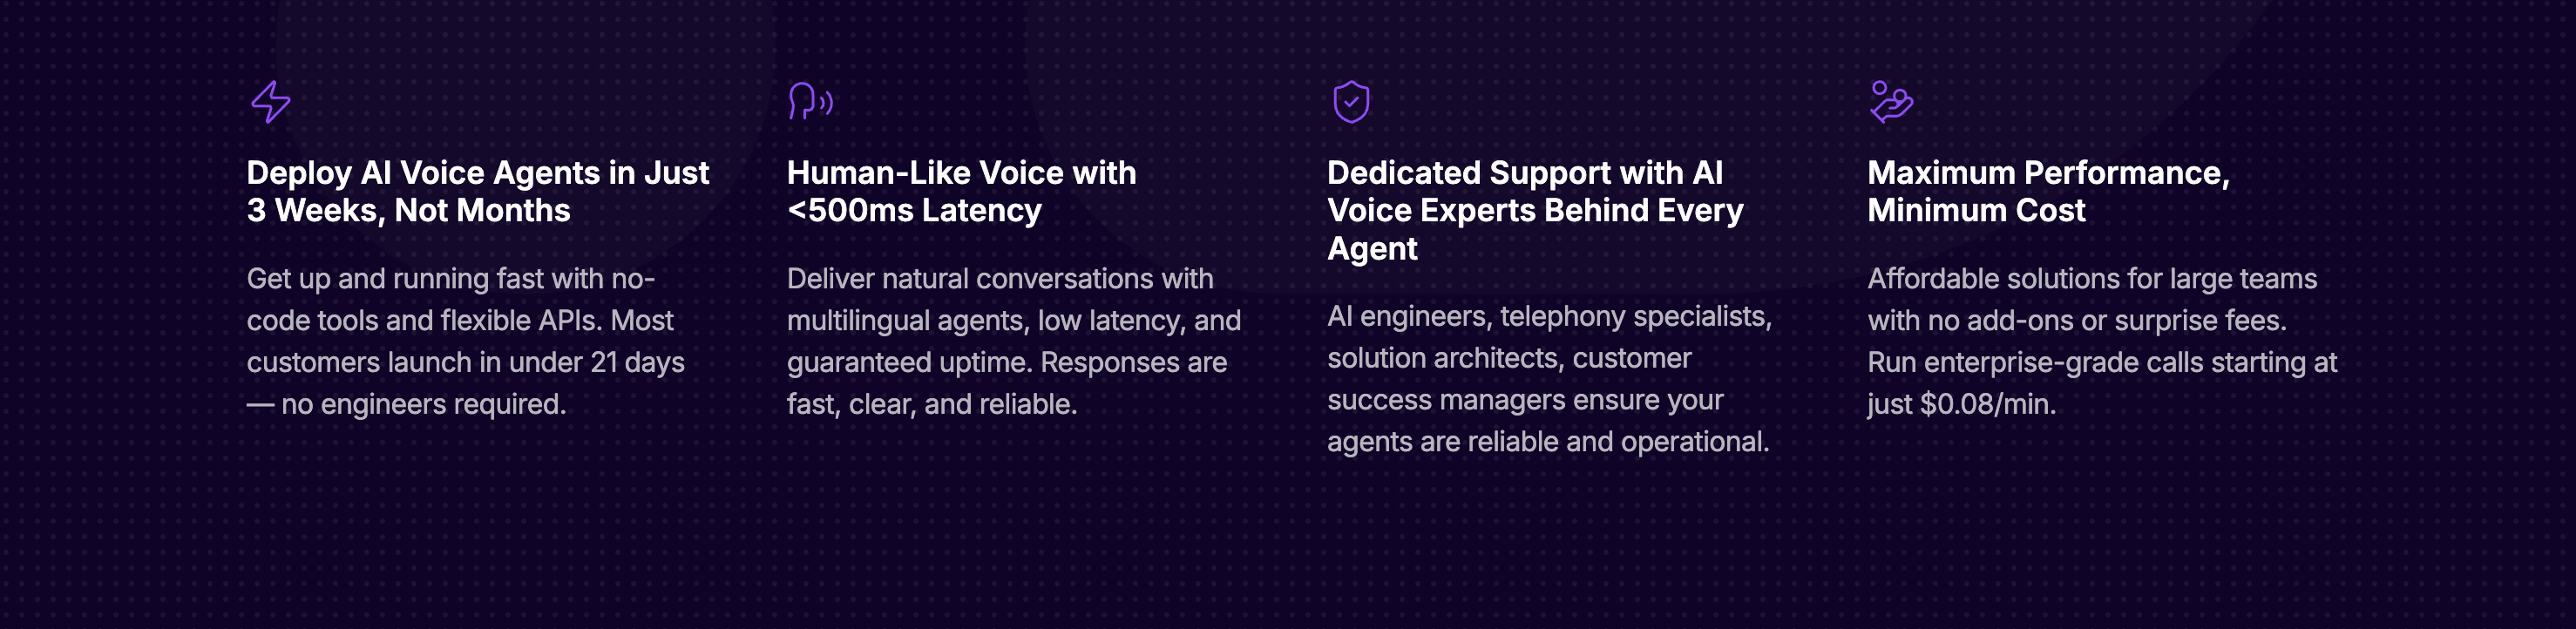 Deploy AI Voice Agents in Just
3 Weeks, Not Months
Get up and running fast with no-
code tools and flexible APIs. Most
customers launch in under 21 days
— no engineers required.
Human-Like Voice with
<500ms Latency
Deliver natural conversations with
multilingual agents, low latency, and
guaranteed uptime. Responses are
fast, clear, and reliable.
Dedicated Support with AI
Voice Experts Behind Every
Agent
AI engineers, telephony specialists,
solution architects, customer
success managers ensure your
agents are reliable and operational.
Maximum Performance,
Minimum Cost
Affordable solutions for large teams
with no add-ons or surprise fees.
Run enterprise-grade calls starting at
just $0.08/min.